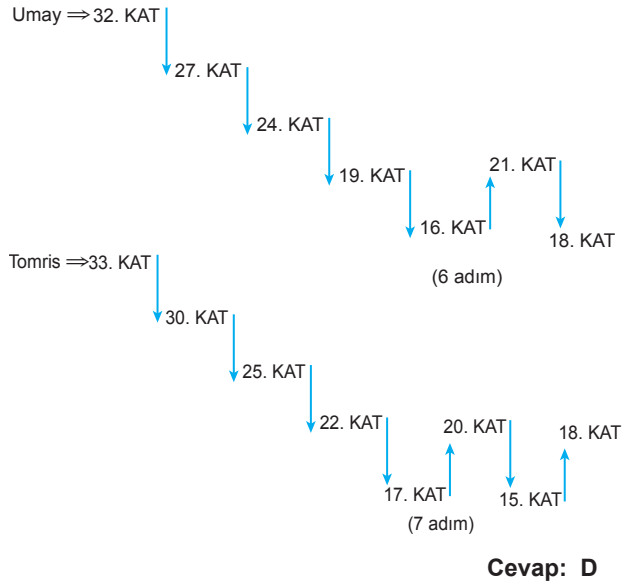 Umay ⇒ 32. KAT
27. KAT
24. KAT
19. KAT
16. KAT
21. KAT
18. KAT
(6 adım)
Tomris ⇒ 33. KAT
30. KAT
25. KAT
22. KAT
17. KAT
20. KAT
15. KAT
18. KAT
(7 adım)
Cevap: D